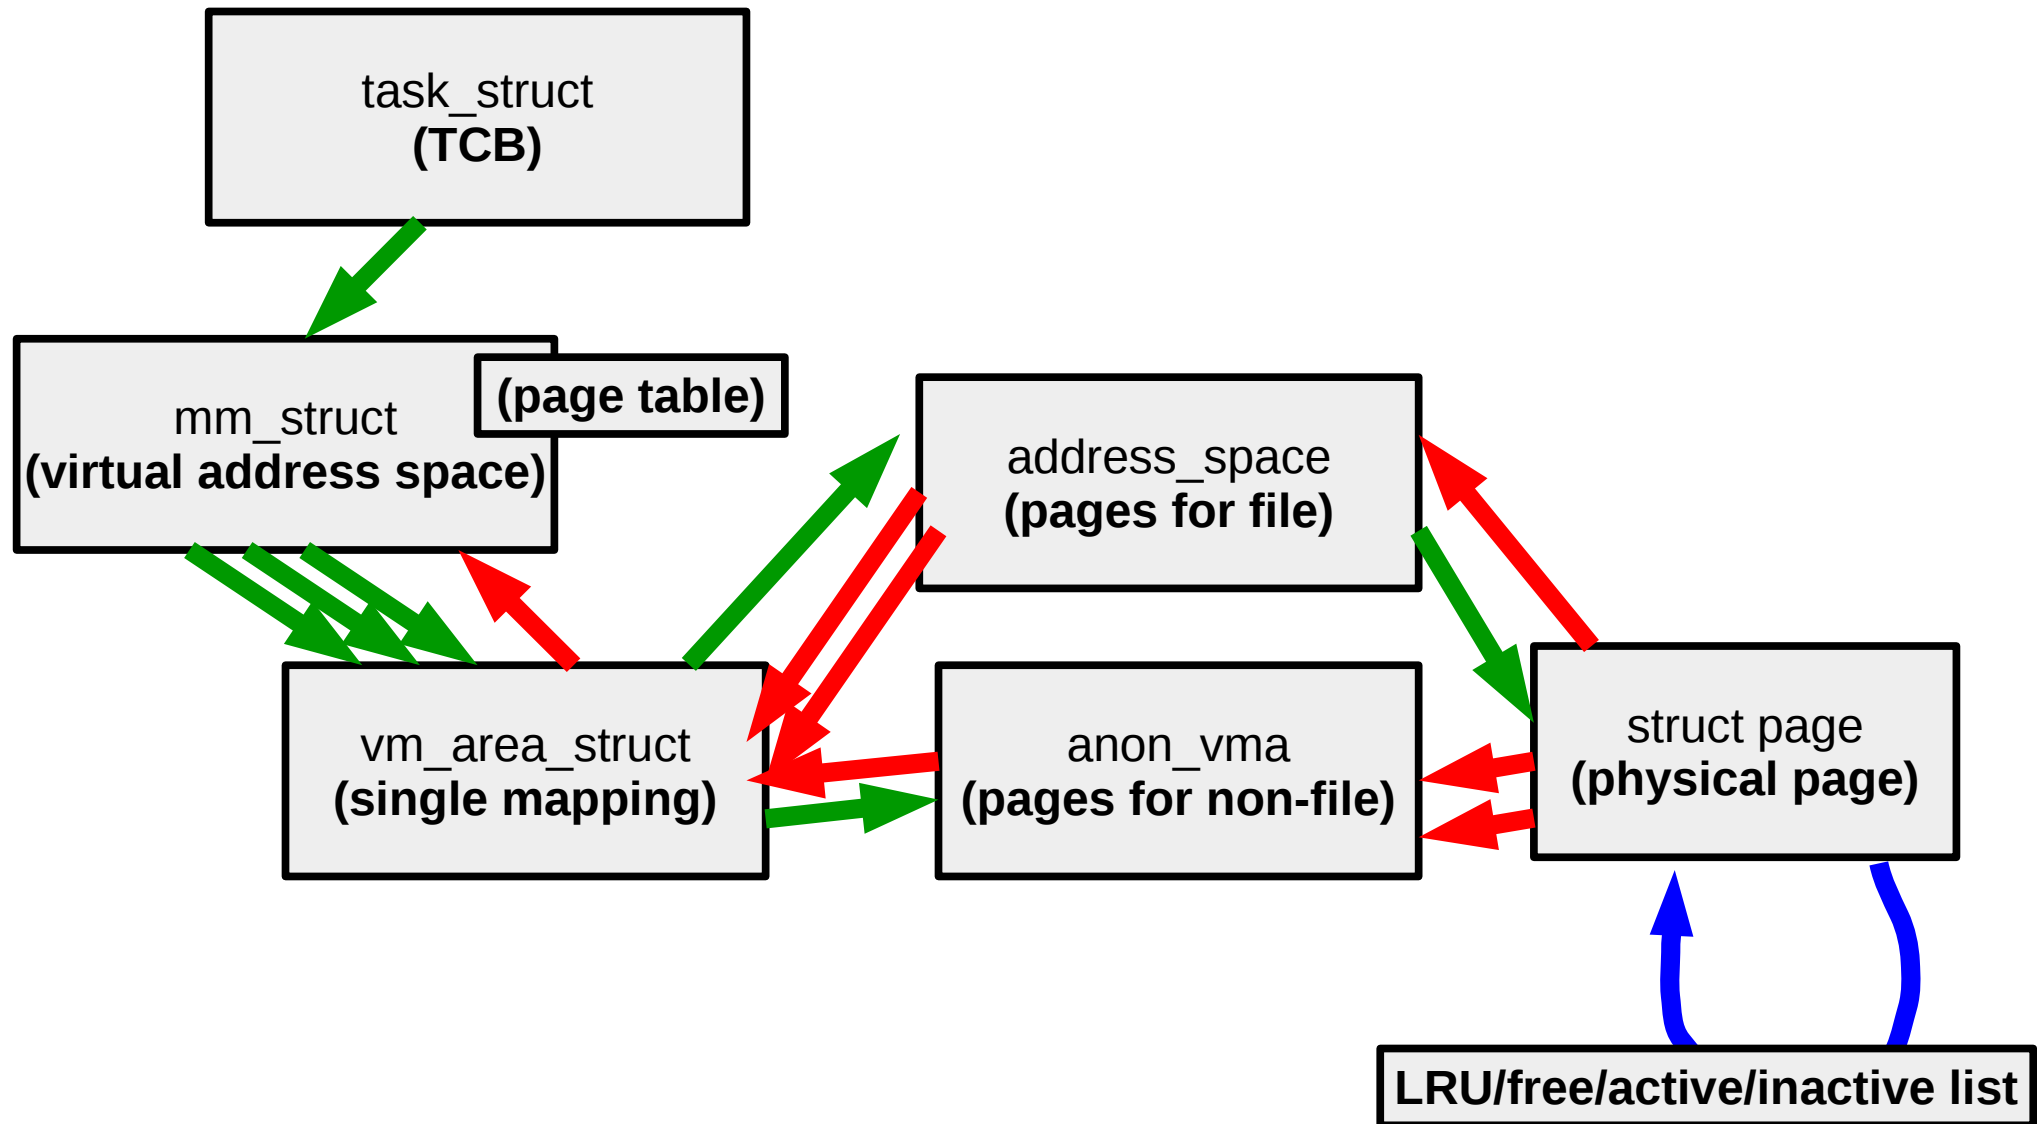 task_struct
(TCB)
mm_struct
(virtual address space)
(page table)
address_space
(pages for file)
vm_area_struct
(single mapping)
anon_vma
(pages for non-file)
struct page
(physical page)
LRU/free/active/inactive list